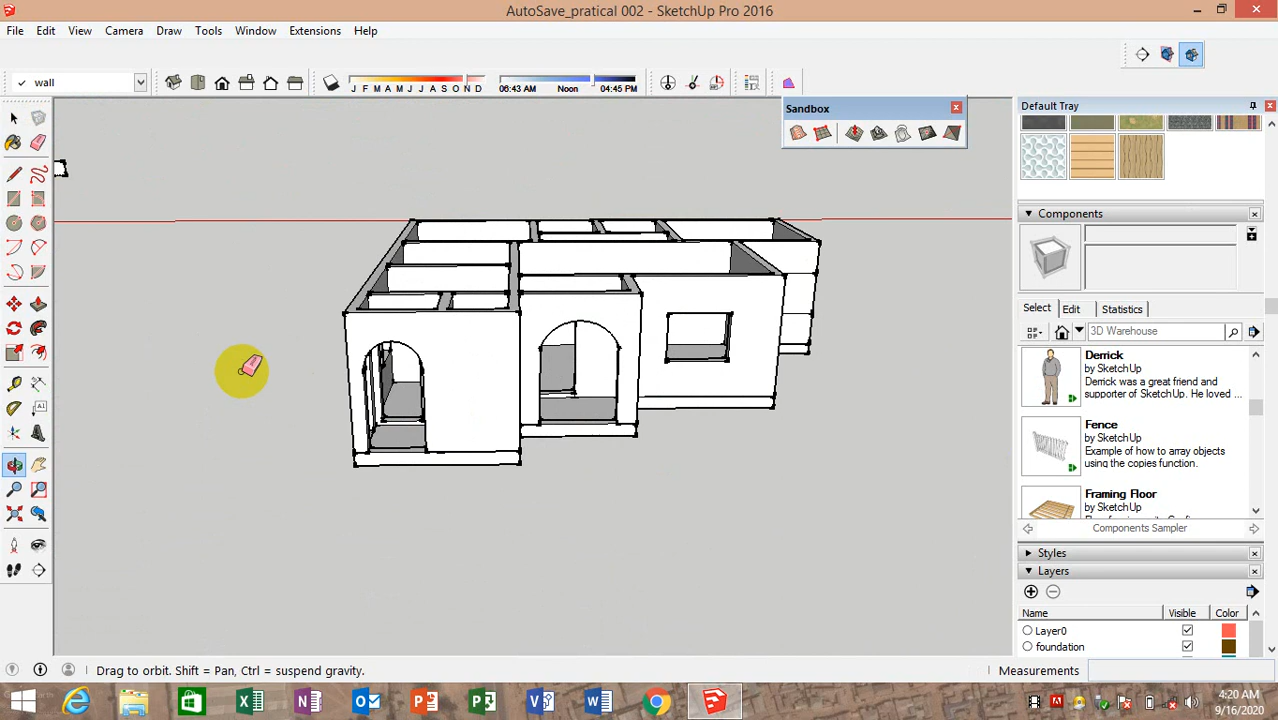 AutoSave_pratical 002 - SketchUp Pro 2016
File Edit View Camera Draw Tools Window Extensions Help
wall
J F M A M J J A S O N D
06:43 AM Noon 04:45 PM
Sandbox
Default Tray
Components
Select Edit Statistics
3D Warehouse
Derrick
by SketchUp
Derrick was a great friend and
supporter of SketchUp. He loved ...
Fence
by SketchUp
Example of how to array objects
using the copies function.
Framing Floor
by SketchUp
Components Sampler
Styles
Layers
Name Visible Color
Layer0
foundation
Drag to orbit. Shift = Pan, Ctrl = suspend gravity.
Measurements
4:20 AM
9/16/2020